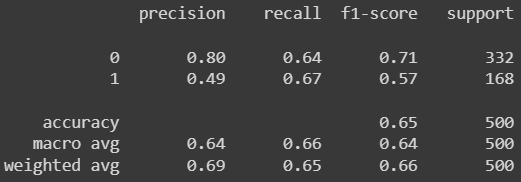 precision recall f1-score support
0 0.80 0.64 0.71 332
1 0.49 0.67 0.57 168
accuracy 0.65 500
macro avg 0.64 0.66 0.64 500
weighted avg 0.69 0.65 0.66 500